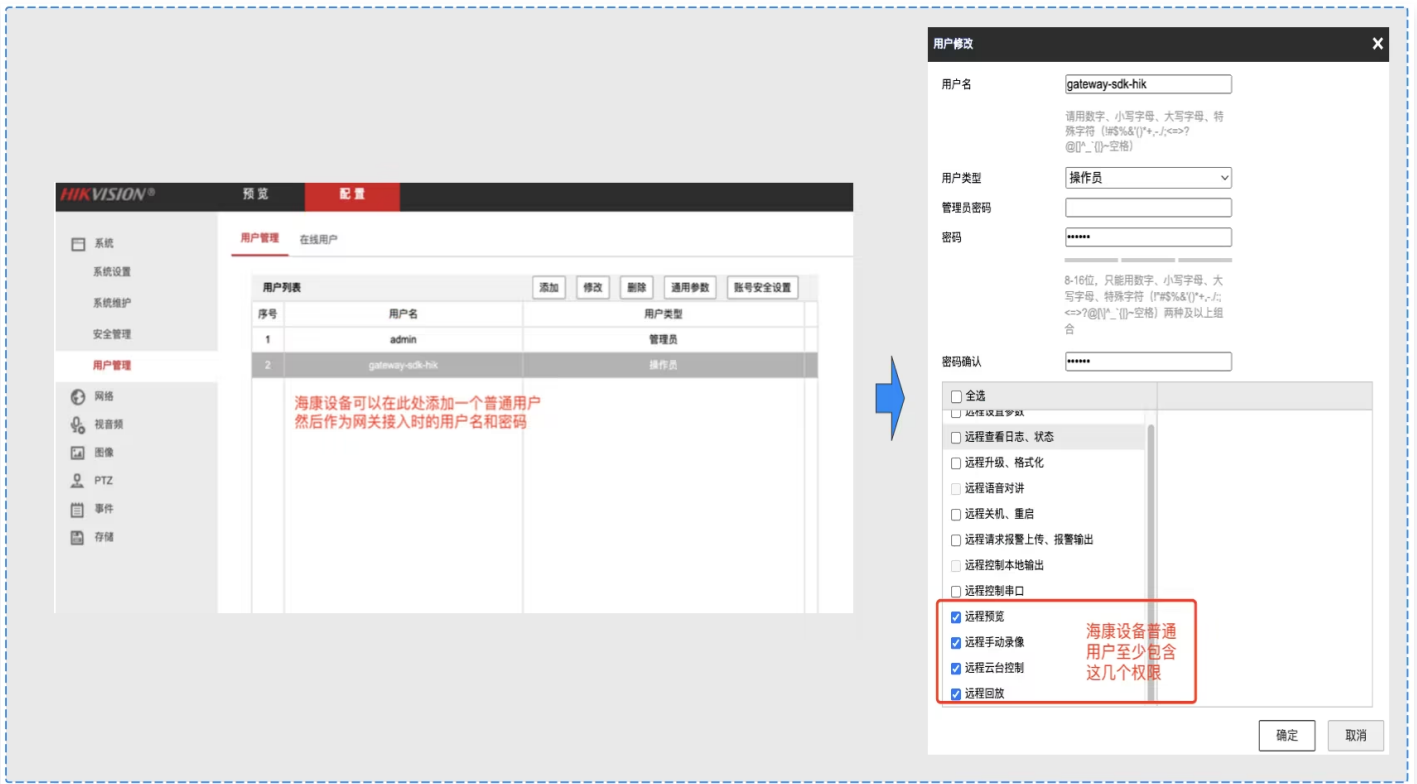 HIKVISION®
预览
配置
系统
系统设置
系统维护
安全管理
用户管理
网络
视音频
图像
PTZ
事件
存储
用户管理
在线用户
用户列表
添加
修改
删除
通用参数
账号安全设置
序号
用户名
用户类型
1
admin
管理员
2
gateway-sdk-hik
操作员
海康设备可以在此处添加一个普通用户
然后作为网关接入时的用户名和密码
用户修改
X
用户名
gateway-sdk-hik
请用数字、小写字母、大写字母、特
殊字符（!#$%&'()*+,-./;<=>?
@[]^_`{|}~空格）
用户类型
操作员
管理员密码
密码
••••••
8-16位，只能用数字、小写字母、大
写字母、特殊字符（!"#$%&'()*+,-./:;
<=>?@[\]^_`{|}~空格）两种及以上组
合
密码确认
••••••
全选
远程设置参数
远程查看日志、状态
远程升级、格式化
远程语音对讲
远程关机、重启
远程请求报警上传、报警输出
远程控制本地输出
远程控制串口
远程预览
远程手动录像
远程云台控制
远程回放
海康设备普通
用户至少包含
这几个权限
确定
取消